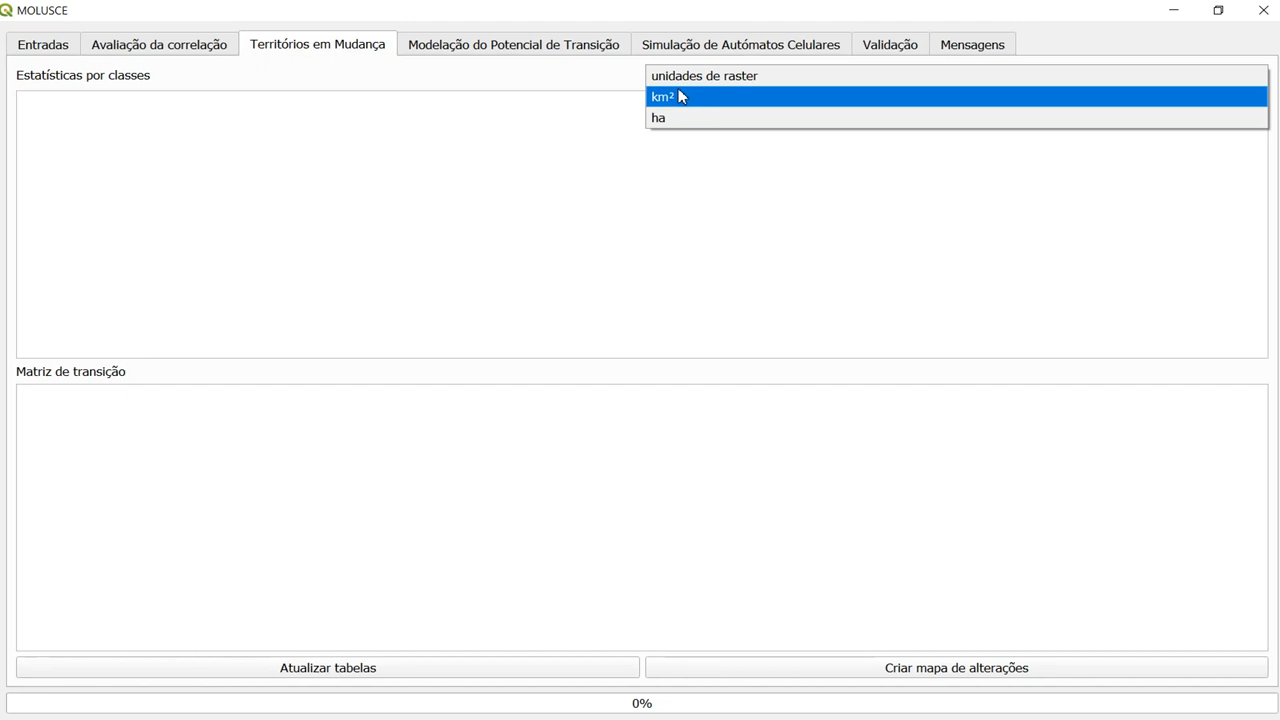 MOLUSCE
Entradas
Avaliação da correlação
Territórios em Mudança
Modelação do Potencial de Transição
Simulação de Autómatos Celulares
Validação
Mensagens
Estatísticas por classes
unidades de raster
km²
ha
Matriz de transição
Atualizar tabelas
Criar mapa de alterações
0%